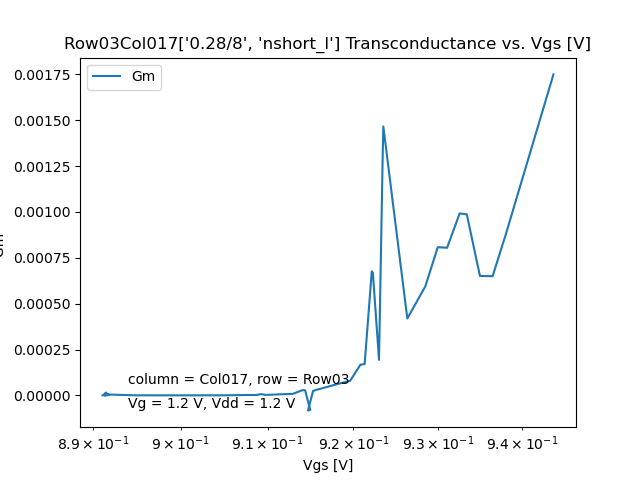 Row03Col017['0.28/8', 'nshort_l'] Transconductance vs. Vgs [V]
Gm
0.00175
0.00150
0.00125
0.00100
0.00075
0.00050
0.00025
0.00000
column = Col017, row = Row03
Vg = 1.2 V, Vdd = 1.2 V
8.9 × 10⁻¹ 9 × 10⁻¹ 9.1 × 10⁻¹ 9.2 × 10⁻¹ 9.3 × 10⁻¹ 9.4 × 10⁻¹
Vgs [V]